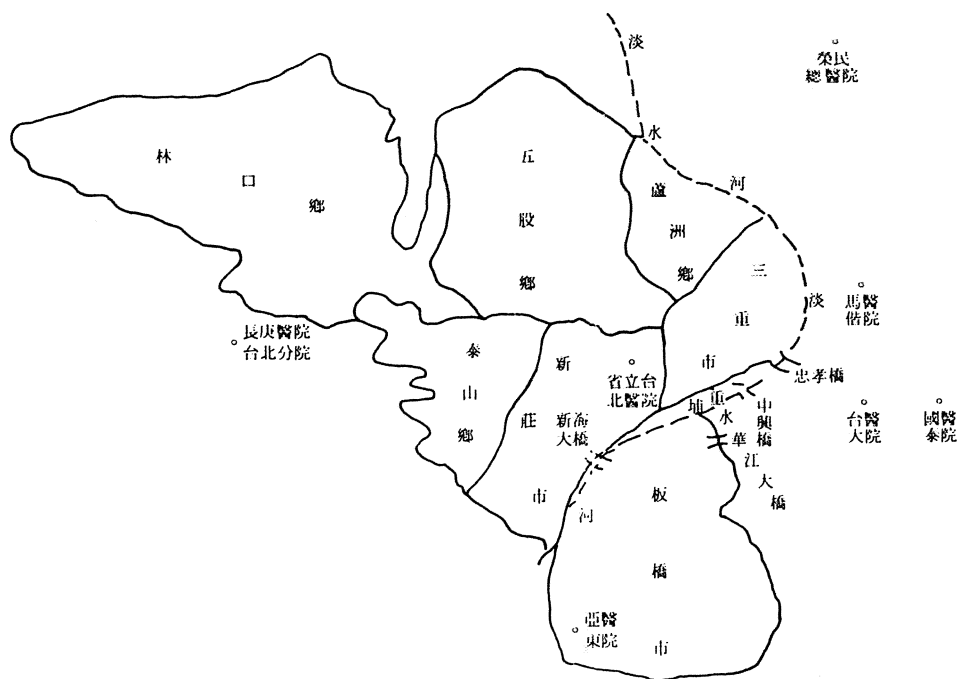 淡水河
榮民
總醫院
林口鄉
五股鄉
蘆洲鄉
三重市
淡
馬醫
偕院
長庚醫院
台北分院
泰山鄉
新莊市
省立台
北醫院
忠孝橋
中興橋
重埔
水
華江大橋
台醫
大院
國醫
泰院
新海
大橋
河
板橋市
亞醫
東院